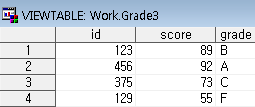 VIEWTABLE: Work.Grade3
id score grade
1 123 89 B
2 456 92 A
3 375 73 C
4 129 55 F